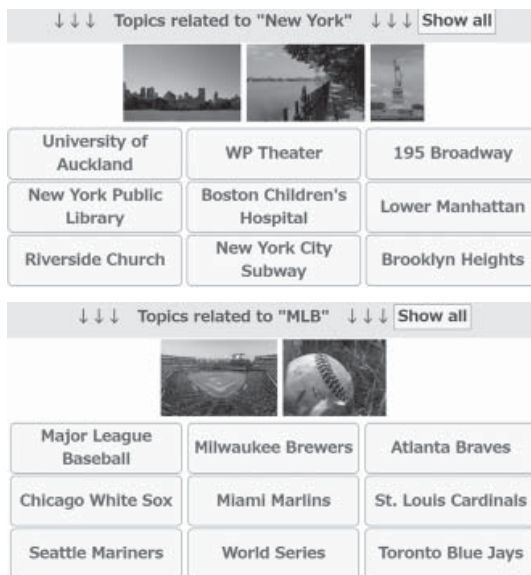 ↓↓↓ Topics related to "New York" ↓↓↓ Show all
University of Auckland
WP Theater
195 Broadway
New York Public Library
Boston Children's Hospital
Lower Manhattan
Riverside Church
New York City Subway
Brooklyn Heights
↓↓↓ Topics related to "MLB" ↓↓↓ Show all
Major League Baseball
Milwaukee Brewers
Atlanta Braves
Chicago White Sox
Miami Marlins
St. Louis Cardinals
Seattle Mariners
World Series
Toronto Blue Jays